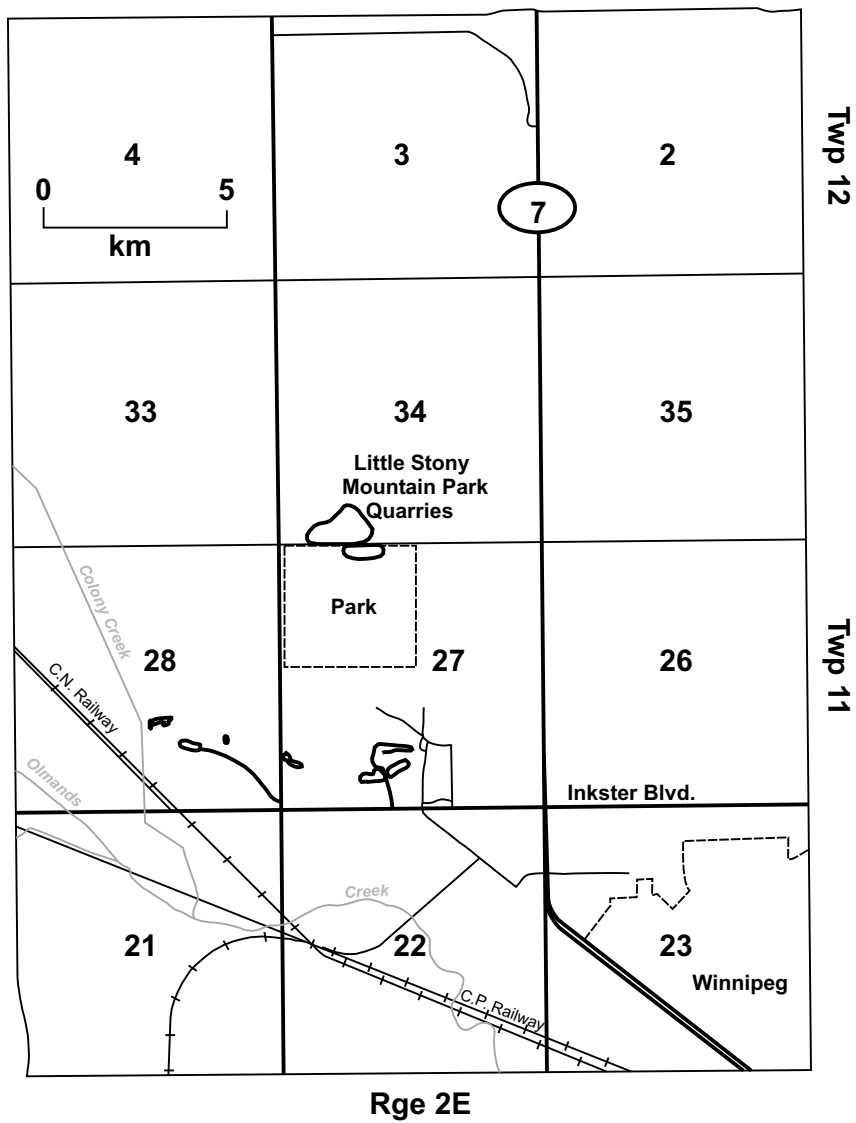 4
3
2
Twp 12
0 5
km
7
33
34
35
Little Stony
Mountain Park
Quarries
Colony Creek
Park
28
27
26
Twp 11
C.N. Railway
Olmands
Inkster Blvd.
Creek
21
22
23
Winnipeg
C.P. Railway
Rge 2E